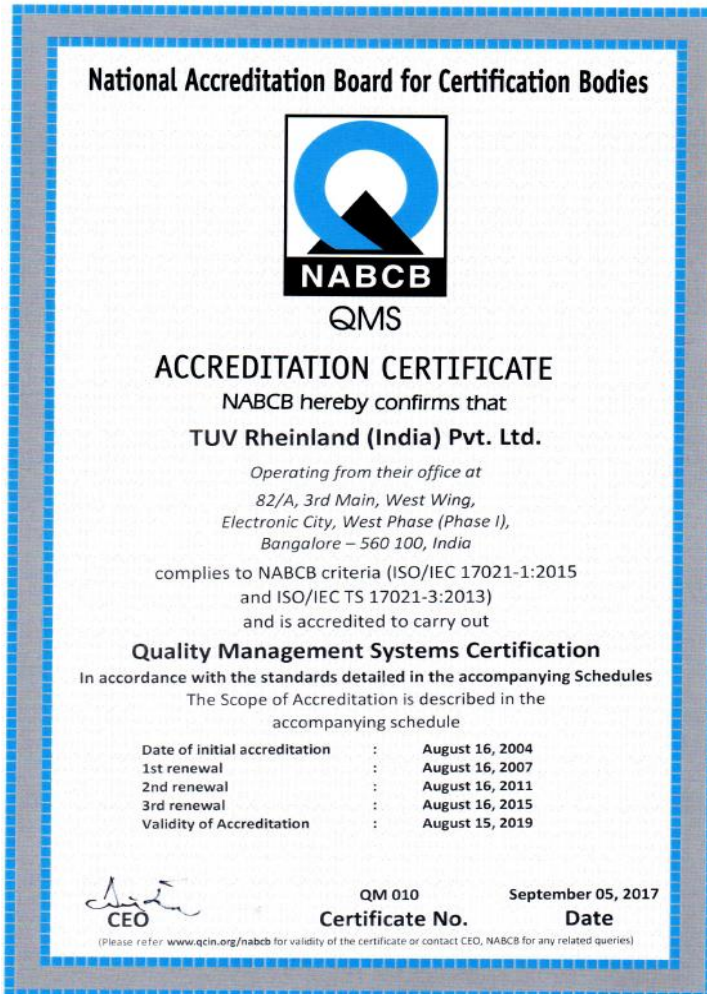 National Accreditation Board for Certification Bodies
NABCB
QMS
ACCREDITATION CERTIFICATE
NABCB hereby confirms that
TUV Rheinland (India) Pvt. Ltd.
Operating from their office at
82/A, 3rd Main, West Wing,
Electronic City, West Phase (Phase I),
Bangalore – 560 100, India
complies to NABCB criteria (ISO/IEC 17021-1:2015
and ISO/IEC TS 17021-3:2013)
and is accredited to carry out
Quality Management Systems Certification
In accordance with the standards detailed in the accompanying Schedules
The Scope of Accreditation is described in the
accompanying schedule
Date of initial accreditation : August 16, 2004
1st renewal : August 16, 2007
2nd renewal : August 16, 2011
3rd renewal : August 16, 2015
Validity of Accreditation : August 15, 2019
QM 010 September 05, 2017
CEO Certificate No. Date
(Please refer www.qcin.org/nabcb for validity of the certificate or contact CEO, NABCB for any related queries)